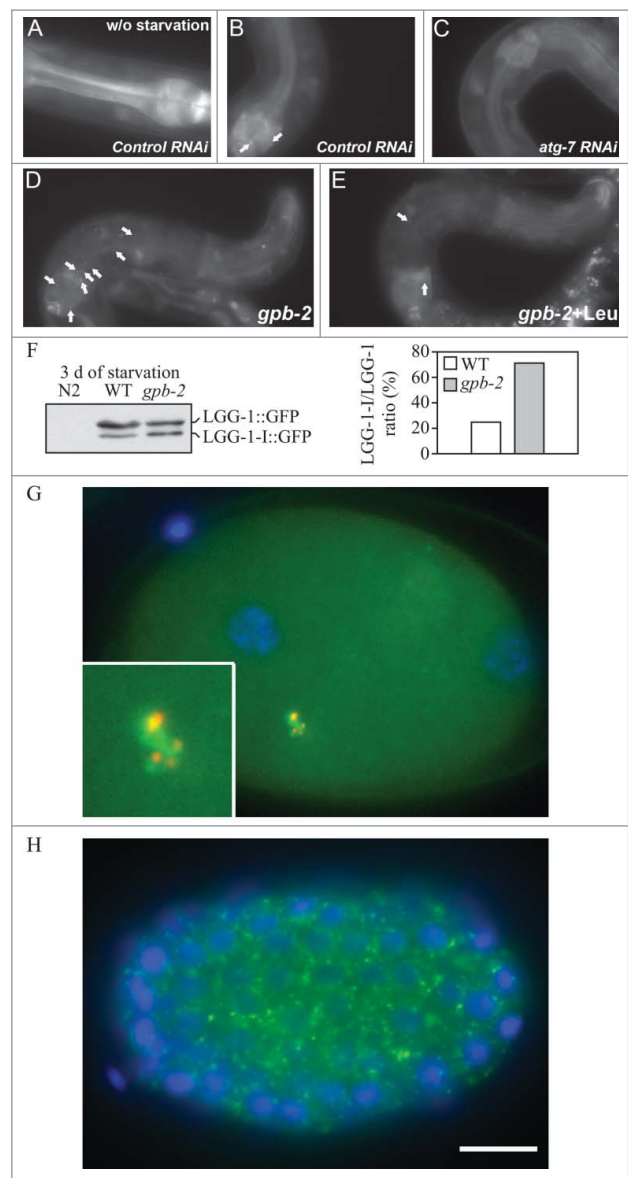 A
w/o starvation
Control RNAi
B
Control RNAi
C
atg-7 RNAi
D
gpb-2
E
gpb-2+Leu
F
3 d of starvation
N2 WT gpb-2
LGG-1::GFP
LGG-1-I::GFP
LGG-1-I/LGG-1
ratio (%)
80
60
40
20
0
WT
gpb-2
G
H